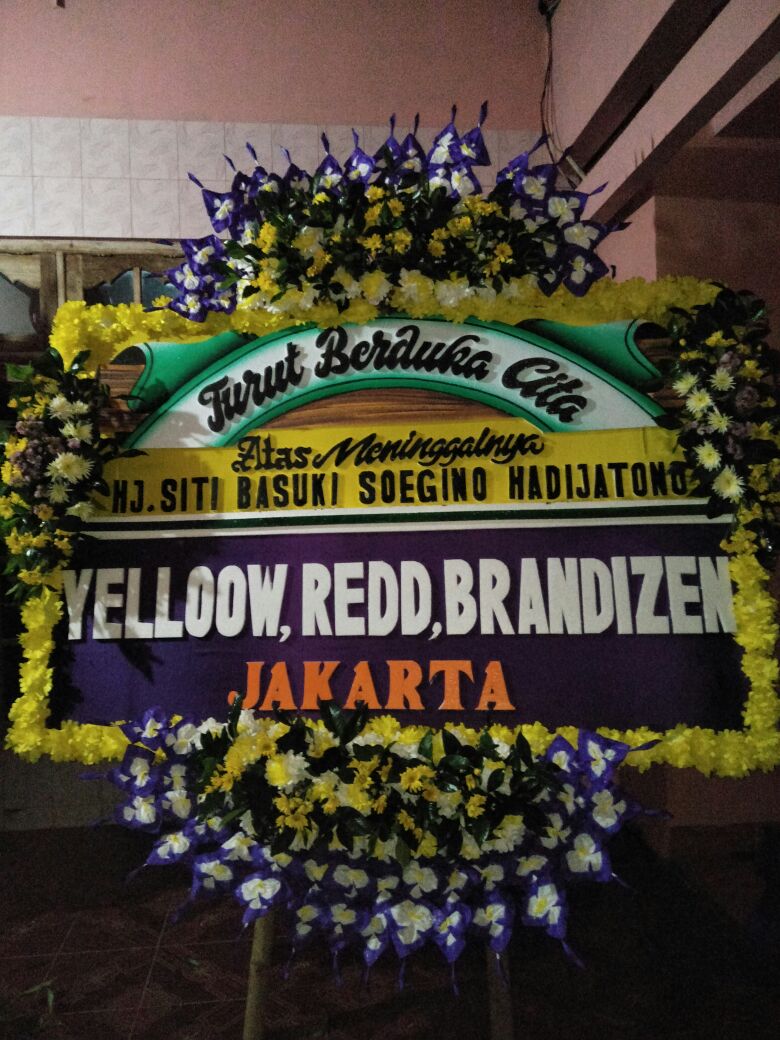 Turut Berduka Cita
Atas Meninggalnya
HJ. SITI BASUKI SOEGINO HADIJATONO
YELLOOW, REDD, BRANDIZEN
JAKARTA